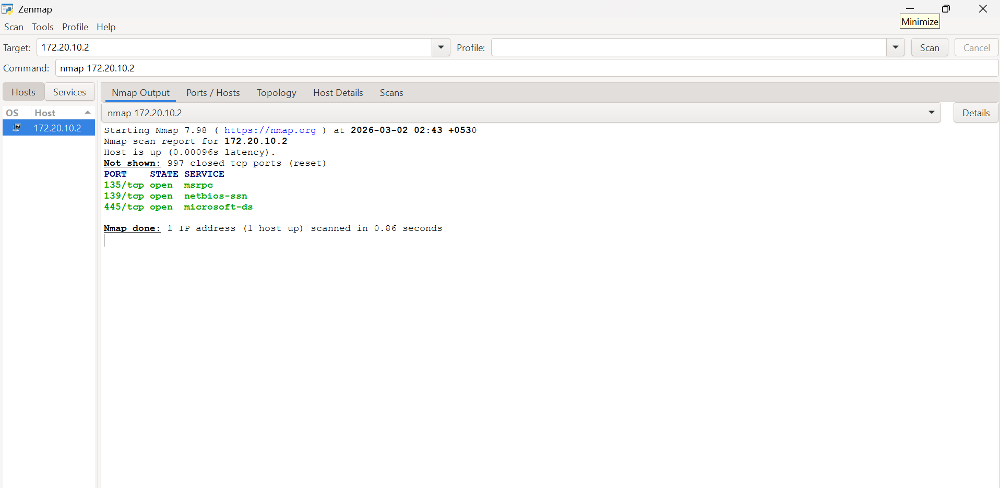 Zenmap
Minimize
Scan Tools Profile Help
Target: 172.20.10.2 Profile: Scan Cancel
Command: nmap 172.20.10.2
Hosts Services Nmap Output Ports / Hosts Topology Host Details Scans
OS Host nmap 172.20.10.2 Details
172.20.10.2
Starting Nmap 7.98 ( https://nmap.org ) at 2026-03-02 02:43 +0530
Nmap scan report for 172.20.10.2
Host is up (0.00096s latency).
Not shown: 997 closed tcp ports (reset)
PORT STATE SERVICE
135/tcp open msrpc
139/tcp open netbios-ssn
445/tcp open microsoft-ds
Nmap done: 1 IP address (1 host up) scanned in 0.86 seconds